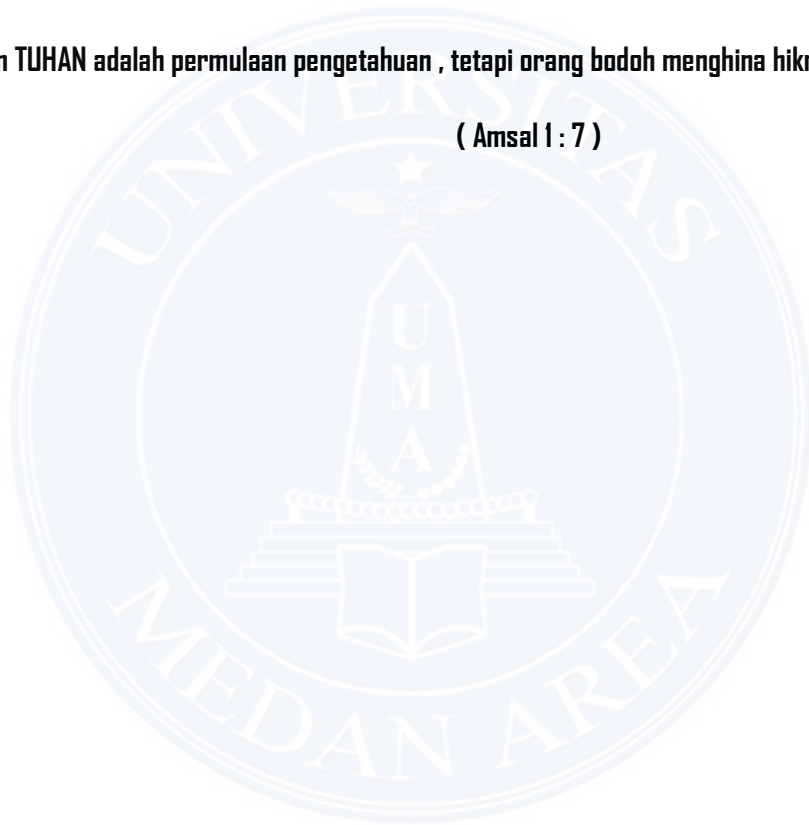 TUHAN adalah permulaan pengetahuan , tetapi orang bodoh menghina
( Amsal 1 : 7 )
UNIVERSITAS
U
M
A
MEDAN AREA